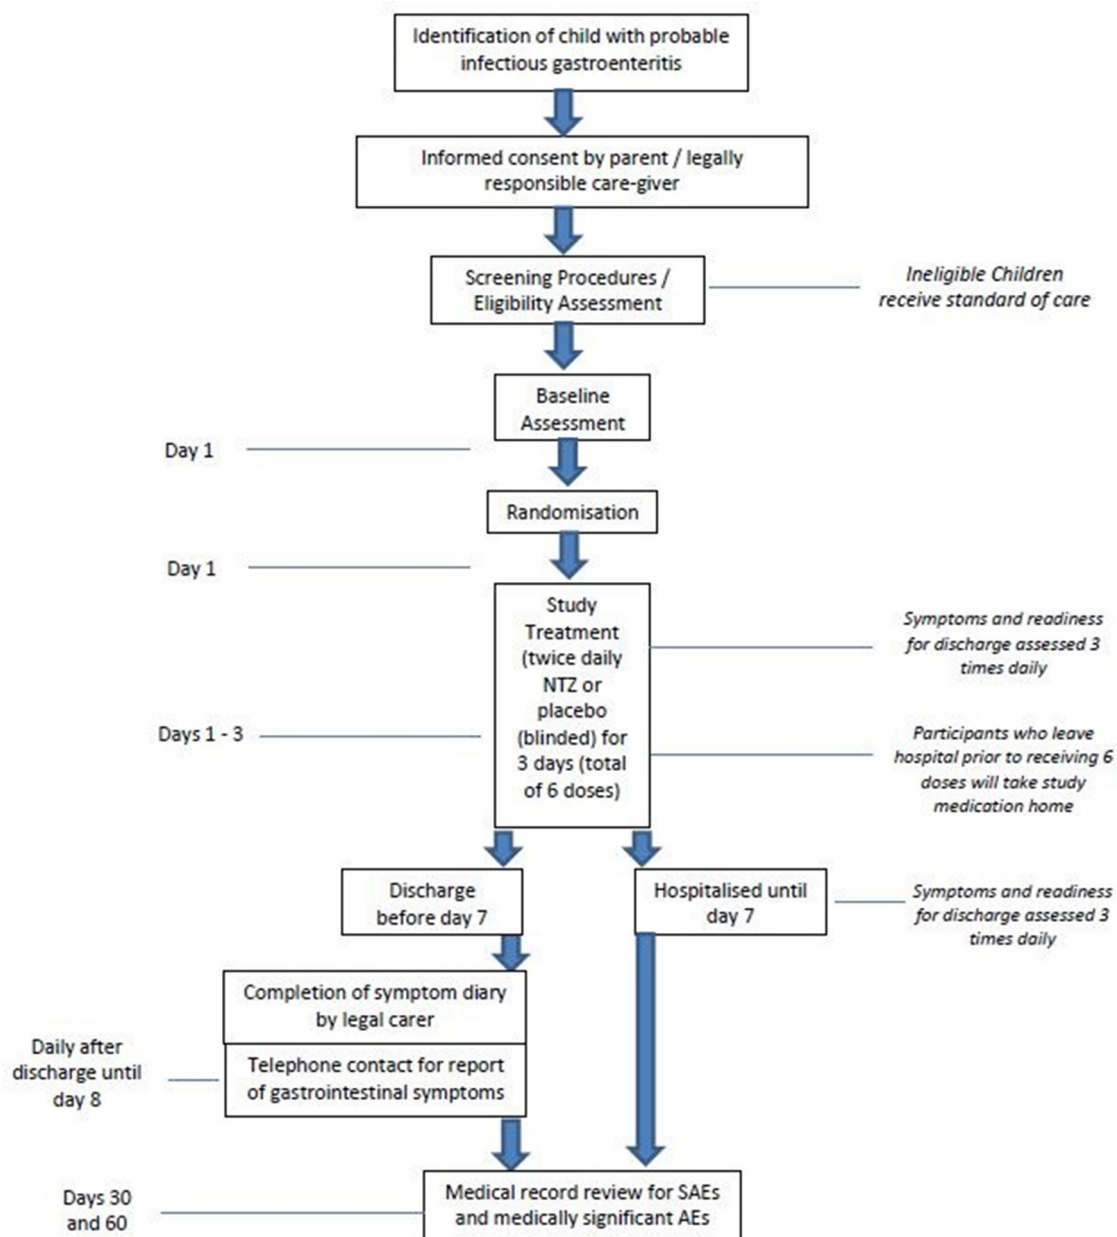 Identification of child with probable
infectious gastroenteritis
Informed consent by parent / legally
responsible care-giver
Screening Procedures /
Eligibility Assessment
Ineligible Children
receive standard of care
Baseline
Assessment
Day 1
Randomisation
Day 1
Study
Treatment
(twice daily
NTZ or
placebo
(blinded) for
3 days (total
of 6 doses)
Symptoms and readiness
for discharge assessed 3
times daily
Days 1 - 3
Participants who leave
hospital prior to receiving 6
doses will take study
medication home
Discharge
before day 7
Hospitalised until
day 7
Symptoms and readiness
for discharge assessed 3
times daily
Completion of symptom diary
by legal carer
Daily after
discharge until
day 8
Telephone contact for report
of gastrointestinal symptoms
Days 30
and 60
Medical record review for SAEs
and medically significant AEs